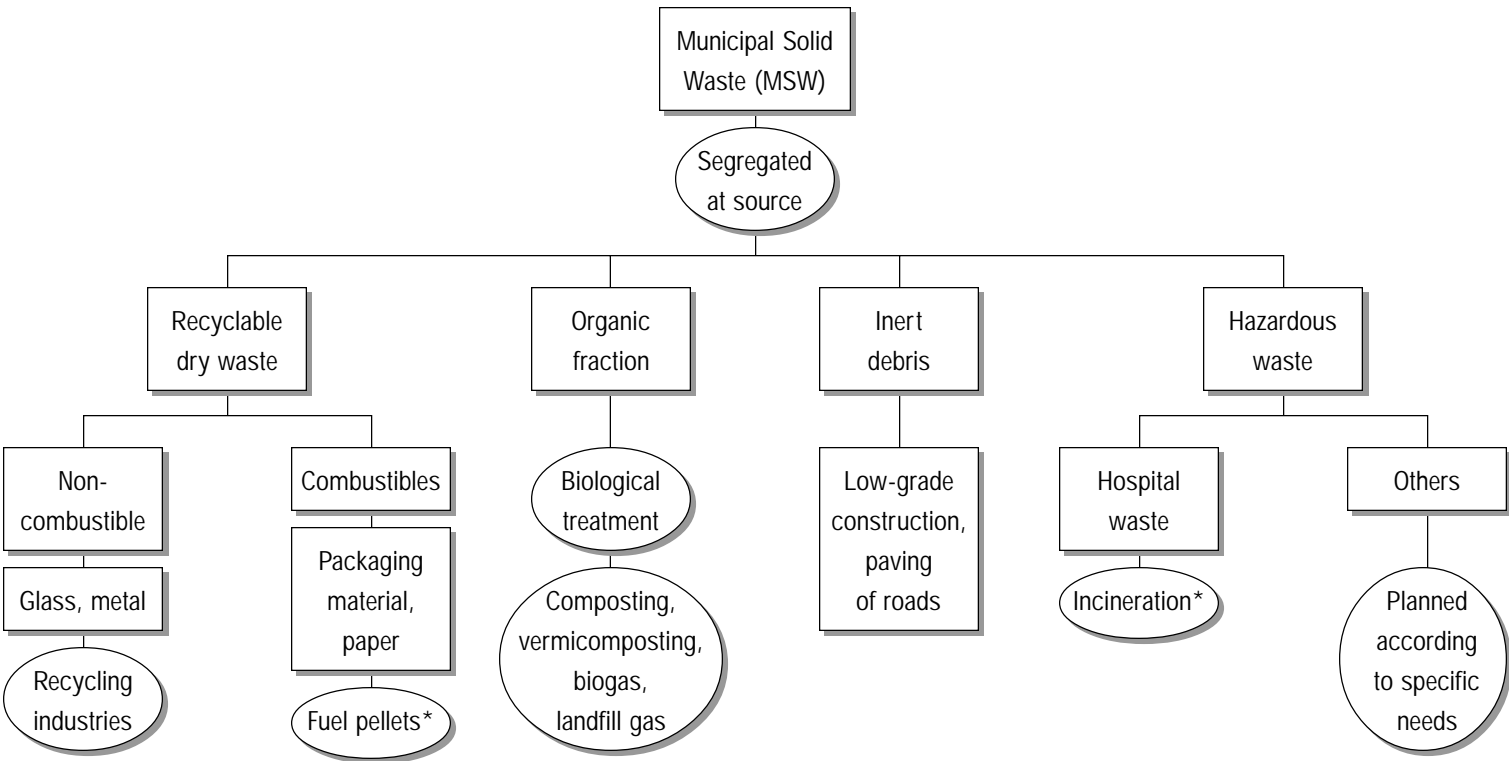 Municipal Solid
Waste (MSW)
Segregated
at source
Recyclable
dry waste
Organic
fraction
Inert
debris
Hazardous
waste
Non-
combustible
Glass, metal
Recycling
industries
Combustibles
Packaging
material,
paper
Fuel pellets*
Biological
treatment
Composting,
vermicomposting,
biogas,
landfill gas
Low-grade
construction,
paving
of roads
Hospital
waste
Incineration*
Others
Planned
according
to specific
needs